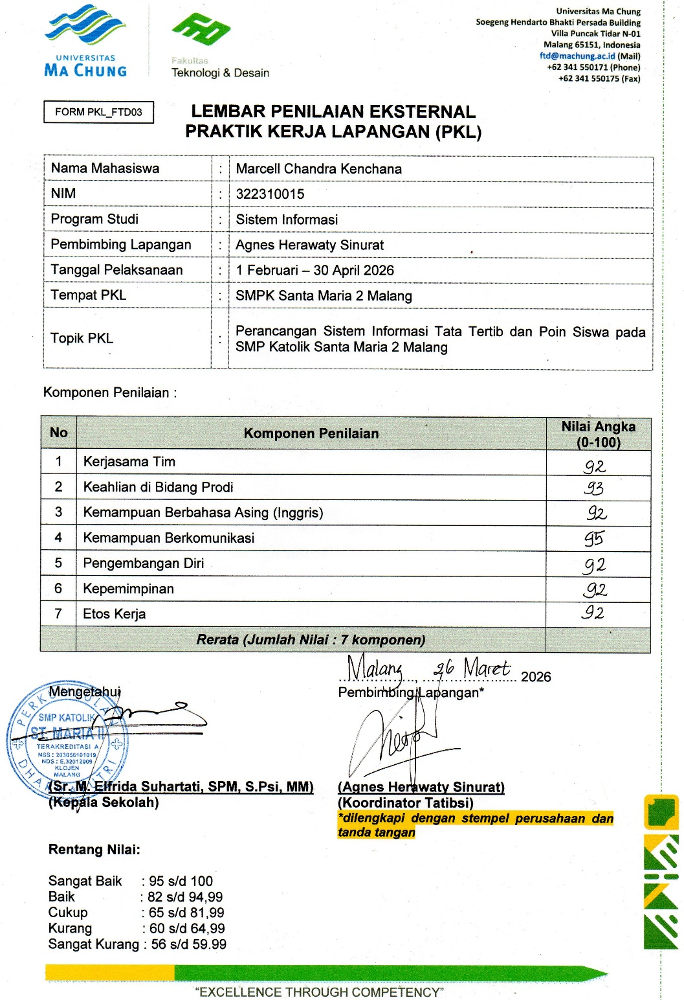 UNIVERSITAS
MA CHUNG
FTD
Fakultas
Teknologi & Desain
Universitas Ma Chung
Soegeng Hendarto Bhakti Persada Building
Villa Puncak Tidar N-01
Malang 65151, Indonesia
ftd@machung.ac.id (Mail)
+62 341 550171 (Phone)
+62 341 550175 (Fax)
FORM PKL_FTD03
LEMBAR PENILAIAN EKSTERNAL
PRAKTIK KERJA LAPANGAN (PKL)
Nama Mahasiswa : Marcell Chandra Kenchana
NIM : 322310015
Program Studi : Sistem Informasi
Pembimbing Lapangan : Agnes Herawaty Sinurat
Tanggal Pelaksanaan : 1 Februari – 30 April 2026
Tempat PKL : SMPK Santa Maria 2 Malang
Topik PKL : Perancangan Sistem Informasi Tata Tertib dan Poin Siswa pada
SMP Katolik Santa Maria 2 Malang
Komponen Penilaian :
No Komponen Penilaian Nilai Angka
(0-100)
1 Kerjasama Tim 92
2 Keahlian di Bidang Prodi 93
3 Kemampuan Berbahasa Asing (Inggris) 92
4 Kemampuan Berkomunikasi 95
5 Pengembangan Diri 92
6 Kepemimpinan 92
7 Etos Kerja 92
Rerata (Jumlah Nilai : 7 komponen)
Malang, 26 Maret 2026
Mengetahui Pembimbing Lapangan*
SMP KATOLIK
ST. MARIA II
TERAKREDITASI A
NSS : 203056101019
NDS : E.32012009
KLOJEN
MALANG
(Sr. M. Elfrida Suhartati, SPM, S.Psi, MM) (Agnes Herawaty Sinurat)
(Kepala Sekolah) (Koordinator Tatibsi)
*dilengkapi dengan stempel perusahaan dan
tanda tangan
Rentang Nilai:
Sangat Baik : 95 s/d 100
Baik : 82 s/d 94,99
Cukup : 65 s/d 81,99
Kurang : 60 s/d 64,99
Sangat Kurang : 56 s/d 59.99
“EXCELLENCE THROUGH COMPETENCY”